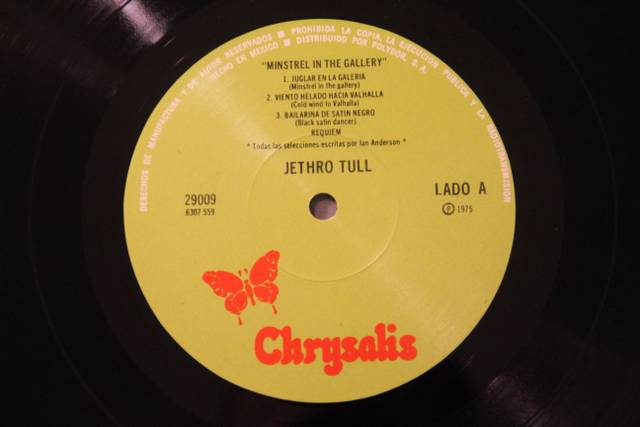 DERECHOS DE MANUFACTURA Y DE AUTOR RESERVADOS ■ PROHIBIDA LA COPIA, LA EJECUCION PUBLICA Y LA RADIOTRANSMISION
HECHO EN MEXICO ■ DISTRIBUIDO POR POLYDOR, S. A.
"MINSTREL IN THE GALLERY"
1. JUGLAR EN LA GALERIA
(Minstrel in the gallery)
2. VIENTO HELADO HACIA VALHALLA
(Cold wind to Valhalla)
3. BAILARINA DE SATIN NEGRO
(Black satin dancer)
REQUIEM
* Todas las selecciones escritas por Ian Anderson *
JETHRO TULL
29009
6307 559
LADO A
Ⓟ 1975
Chrysalis